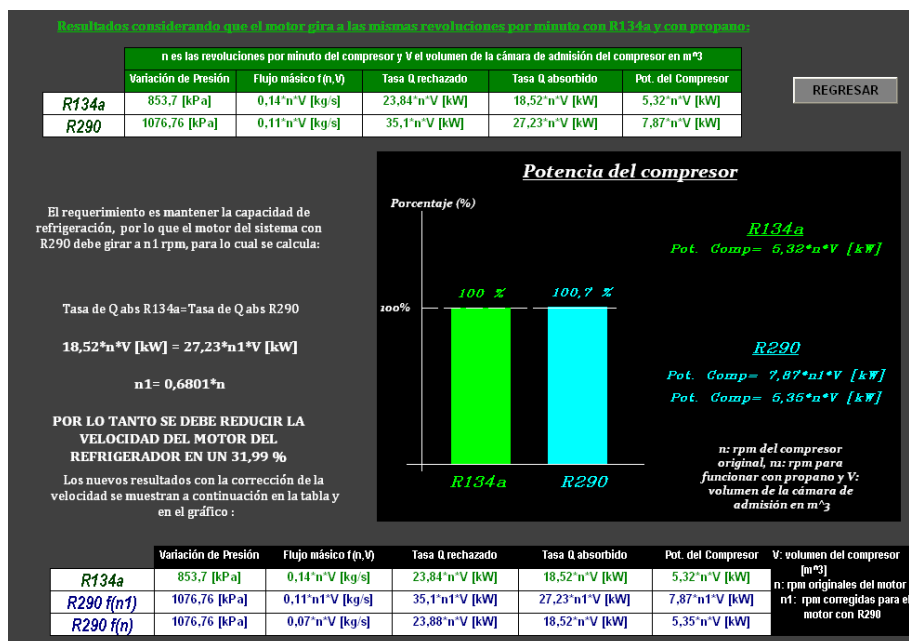 Resultados considerando que el motor gira a las mismas revoluciones por minuto con R134a y con propano:
n es las revoluciones por minuto del compresor y V el volumen de la cámara de admisión del compresor en m^3
Variación de Presión Flujo másico f(n,V) Tasa Q rechazado Tasa Q absorbido Pot. del Compresor
R134a 853,7 [kPa] 0,14*n*V [kg/s] 23,84*n*V [kW] 18,52*n*V [kW] 5,32*n*V [kW]
R290 1076,76 [kPa] 0,11*n*V [kg/s] 35,1*n*V [kW] 27,23*n*V [kW] 7,87*n*V [kW]
REGRESAR
El requerimiento es mantener la capacidad de
refrigeración, por lo que el motor del sistema con
R290 debe girar a n1 rpm, para lo cual se calcula:
Tasa de Q abs R134a=Tasa de Q abs R290
18,52*n*V [kW] = 27,23*n1*V [kW]
n1= 0,6801*n
POR LO TANTO SE DEBE REDUCIR LA
VELOCIDAD DEL MOTOR DEL
REFRIGERADOR EN UN 31,99 %
Los nuevos resultados con la corrección de la
velocidad se muestran a continuación en la tabla y
en el gráfico :
Potencia del compresor
Porcentaje (%)
100 %
100,7 %
100%
R134a
R290
R134a
Pot. Comp= 5,32*n*V [kW]
R290
Pot. Comp= 7,87*n1*V [kW]
Pot. Comp= 5,35*n*V [kW]
n: rpm del compresor
original, n1: rpm para
funcionar con propano y V:
volumen de la cámara de
admisión en m^3
Variación de Presión Flujo másico f(n,V) Tasa Q rechazado Tasa Q absorbido Pot. del Compresor
R134a 853,7 [kPa] 0,14*n*V [kg/s] 23,84*n*V [kW] 18,52*n*V [kW] 5,32*n*V [kW]
R290 f(n1) 1076,76 [kPa] 0,11*n1*V [kg/s] 35,1*n1*V [kW] 27,23*n1*V [kW] 7,87*n1*V [kW]
R290 f(n) 1076,76 [kPa] 0,07*n*V [kg/s] 23,88*n*V [kW] 18,52*n*V [kW] 5,35*n*V [kW]
V: volumen del compresor
[m^3]
n: rpm originales del motor
n1: rpm corregidas para el
motor con R290